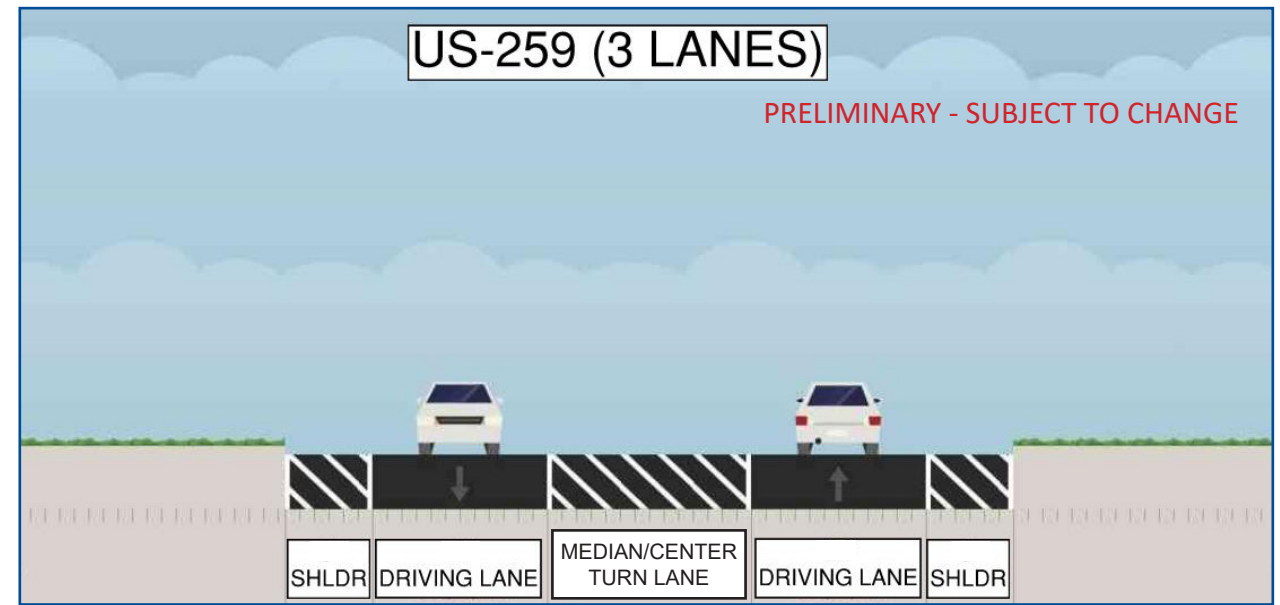 US-259 (3 LANES)
PRELIMINARY - SUBJECT TO CHANGE
SHLDR
DRIVING LANE
MEDIAN/CENTER
TURN LANE
DRIVING LANE
SHLDR